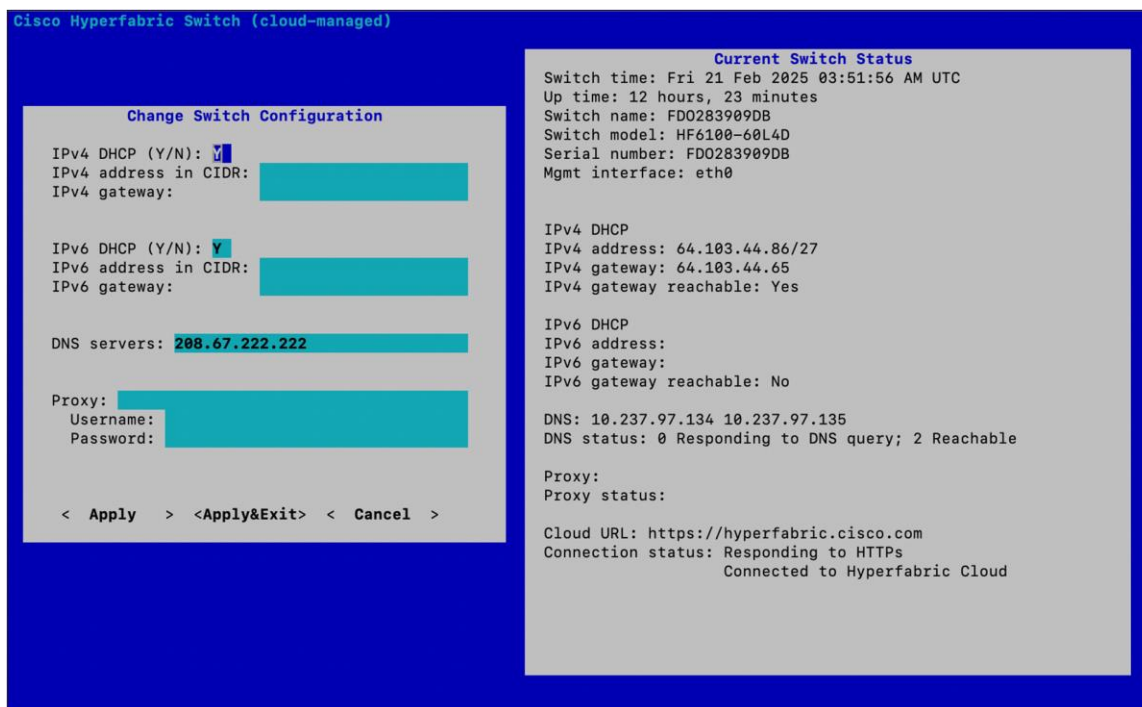 Cisco Hyperfabric Switch (cloud-managed)
Change Switch Configuration
IPv4 DHCP (Y/N): Y
IPv4 address in CIDR:
IPv4 gateway:
IPv6 DHCP (Y/N): Y
IPv6 address in CIDR:
IPv6 gateway:
DNS servers: 208.67.222.222
Proxy:
Username:
Password:
< Apply > <Apply&Exit> < Cancel >
Current Switch Status
Switch time: Fri 21 Feb 2025 03:51:56 AM UTC
Up time: 12 hours, 23 minutes
Switch name: FDO283909DB
Switch model: HF6100-60L4D
Serial number: FDO283909DB
Mgmt interface: eth0
IPv4 DHCP
IPv4 address: 64.103.44.86/27
IPv4 gateway: 64.103.44.65
IPv4 gateway reachable: Yes
IPv6 DHCP
IPv6 address:
IPv6 gateway:
IPv6 gateway reachable: No
DNS: 10.237.97.134 10.237.97.135
DNS status: 0 Responding to DNS query; 2 Reachable
Proxy:
Proxy status:
Cloud URL: https://hyperfabric.cisco.com
Connection status: Responding to HTTPs
Connected to Hyperfabric Cloud